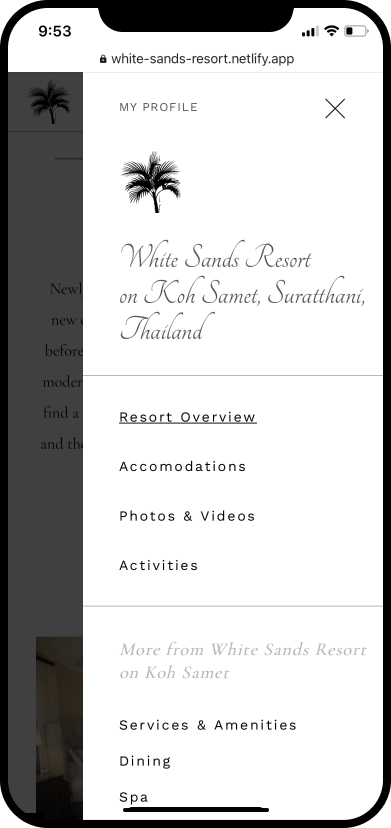 9:53
white-sands-resort.netlify.app
MY PROFILE
White Sands Resort
on Koh Samet, Suratthani,
Thailand
Newl
new
before
moder
find a
and the
Resort Overview
Accomodations
Photos & Videos
Activities
More from White Sands Resort
on Koh Samet
Services & Amenities
Dining
Spa